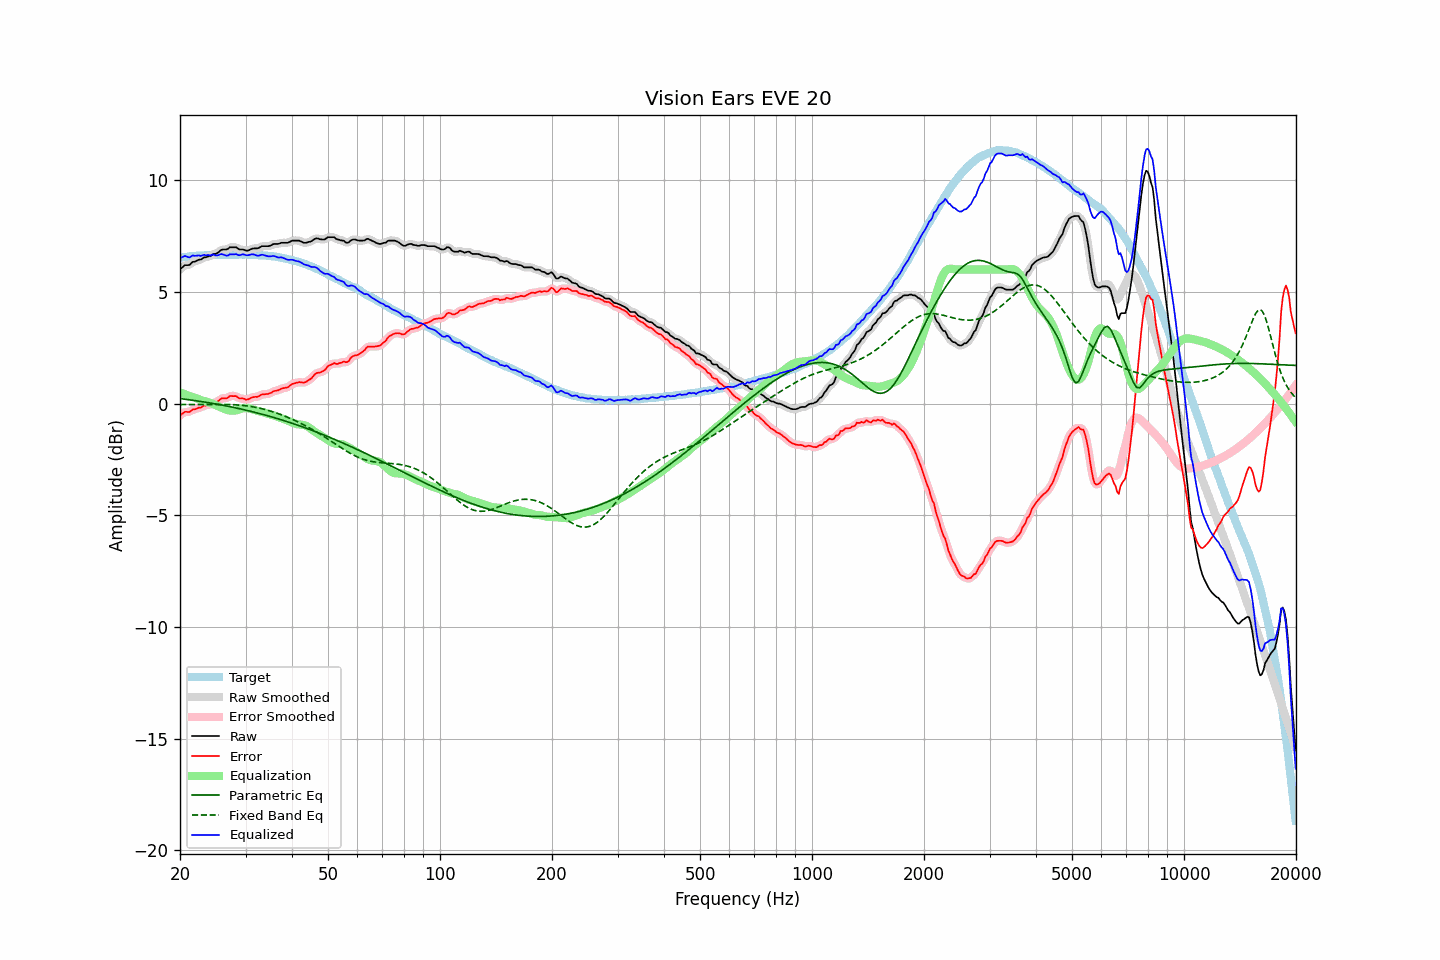 Vision Ears EVE 20
Amplitude (dBr)
10
5
0
−5
−10
−15
−20
Target
Raw Smoothed
Error Smoothed
Raw
Error
Equalization
Parametric Eq
Fixed Band Eq
Equalized
20 50 100 200 500 1000 2000 5000 10000 20000
Frequency (Hz)